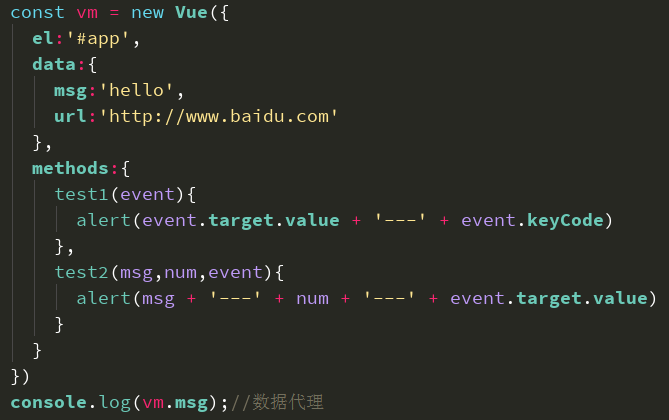 const vm = new Vue({
  el:'#app',
  data:{
    msg:'hello',
    url:'http://www.baidu.com'
  },
  methods:{
    test1(event){
      alert(event.target.value + '---' + event.keyCode)
    },
    test2(msg,num,event){
      alert(msg + '---' + num + '---' + event.target.value)
    }
  }
})
console.log(vm.msg);//数据代理